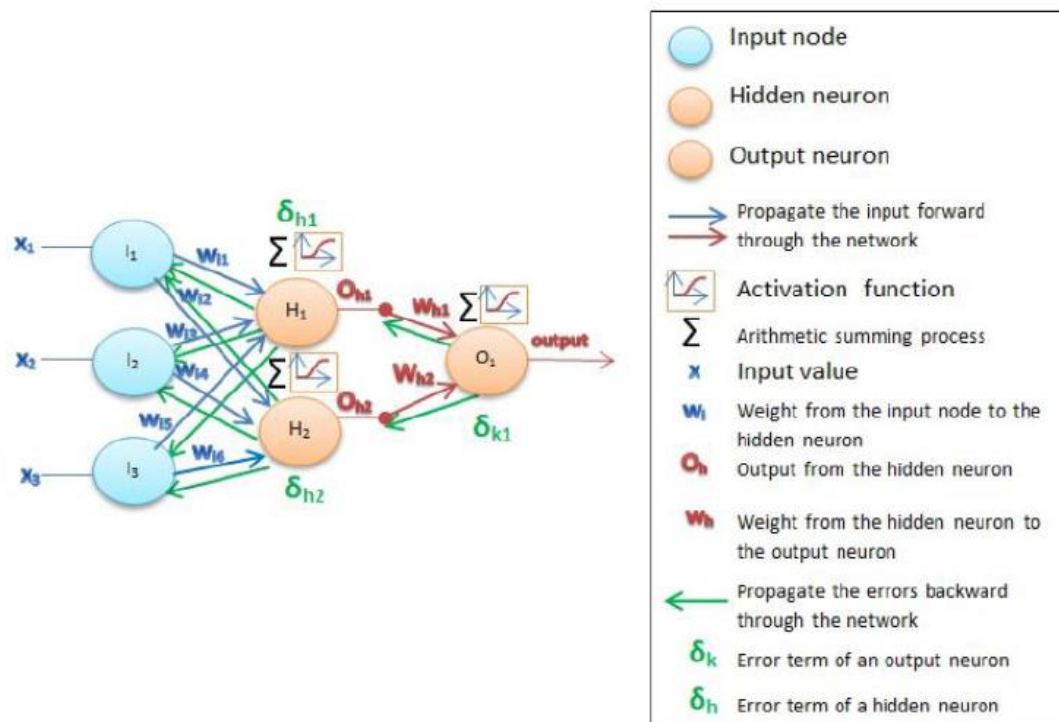 δh1
Σ
x₁
I₁
Wi1
Wi2
Oh1
Wh1
Σ
H₁
output
x₂
I₂
Wi3
Wi4
Σ
O₁
Oh2
Wh2
Wi5
H₂
δk1
x₃
I₃
Wi6
δh2
Input node
Hidden neuron
Output neuron
Propagate the input forward
through the network
Activation function
Σ Arithmetic summing process
x Input value
Wi Weight from the input node to the
hidden neuron
Oh Output from the hidden neuron
Wh Weight from the hidden neuron to
the output neuron
Propagate the errors backward
through the network
δk Error term of an output neuron
δh Error term of a hidden neuron